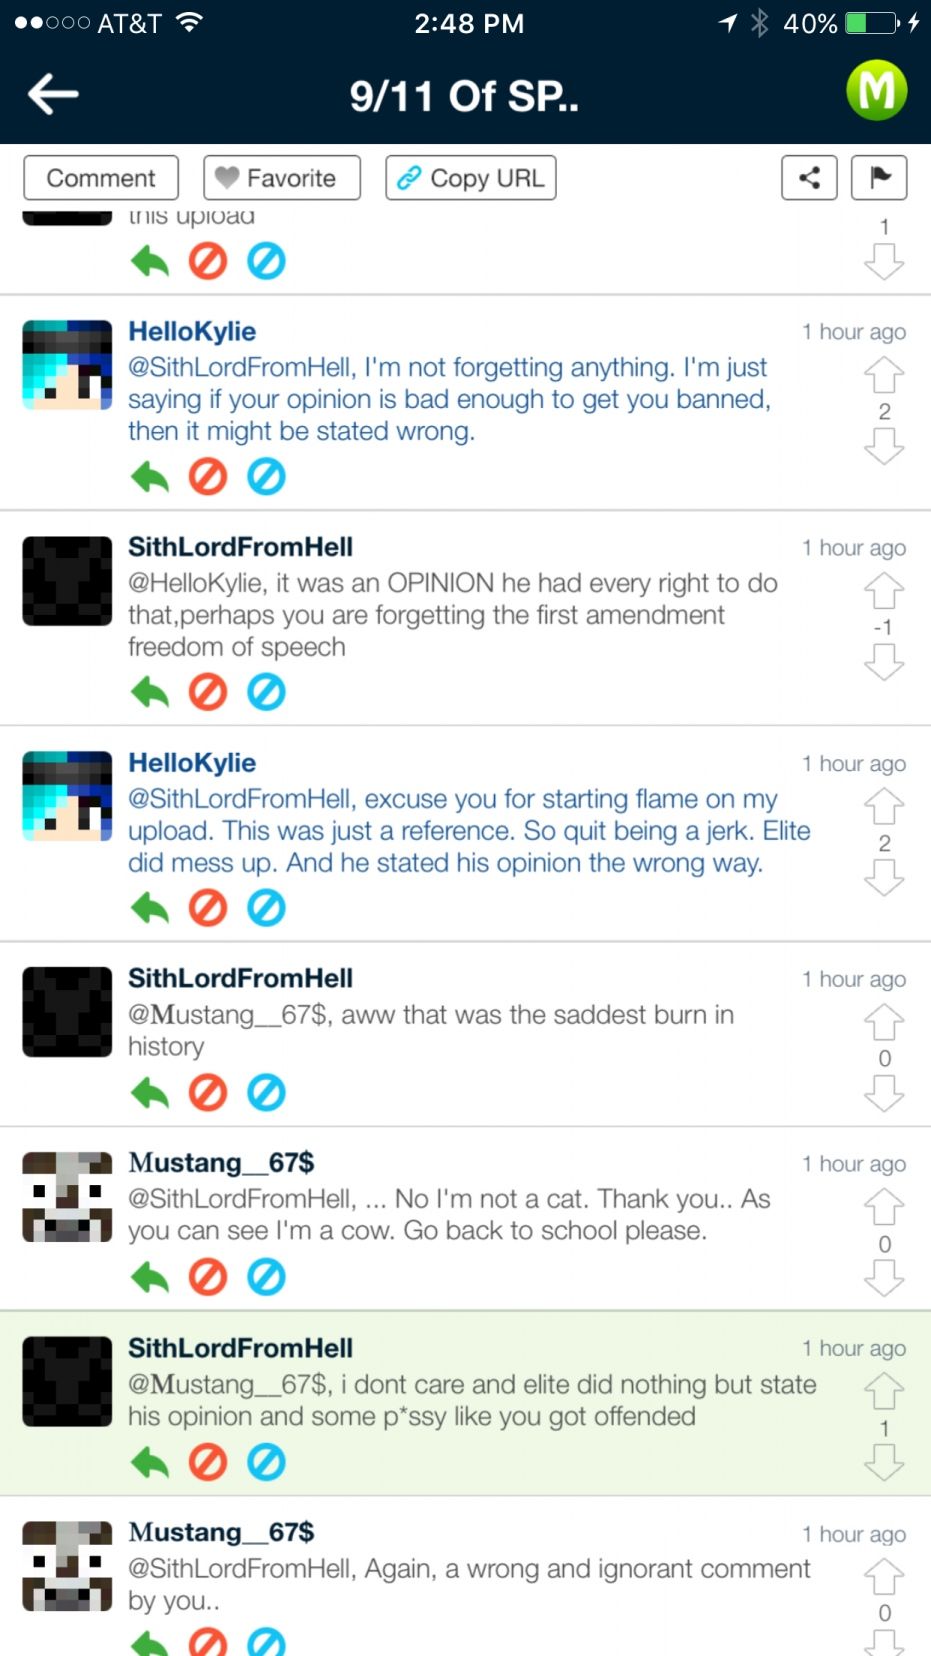 AT&T 2:48 PM 40%
9/11 Of SP..
M
Comment Favorite Copy URL
this upload
1
HelloKylie 1 hour ago
@SithLordFromHell, I'm not forgetting anything. I'm just
saying if your opinion is bad enough to get you banned,
then it might be stated wrong.
2
SithLordFromHell 1 hour ago
@HelloKylie, it was an OPINION he had every right to do
that,perhaps you are forgetting the first amendment
freedom of speech
-1
HelloKylie 1 hour ago
@SithLordFromHell, excuse you for starting flame on my
upload. This was just a reference. So quit being a jerk. Elite
did mess up. And he stated his opinion the wrong way.
2
SithLordFromHell 1 hour ago
@Mustang__67$, aww that was the saddest burn in
history
0
Mustang__67$ 1 hour ago
@SithLordFromHell, ... No I'm not a cat. Thank you.. As
you can see I'm a cow. Go back to school please.
0
SithLordFromHell 1 hour ago
@Mustang__67$, i dont care and elite did nothing but state
his opinion and some p*ssy like you got offended
1
Mustang__67$ 1 hour ago
@SithLordFromHell, Again, a wrong and ignorant comment
by you..
0